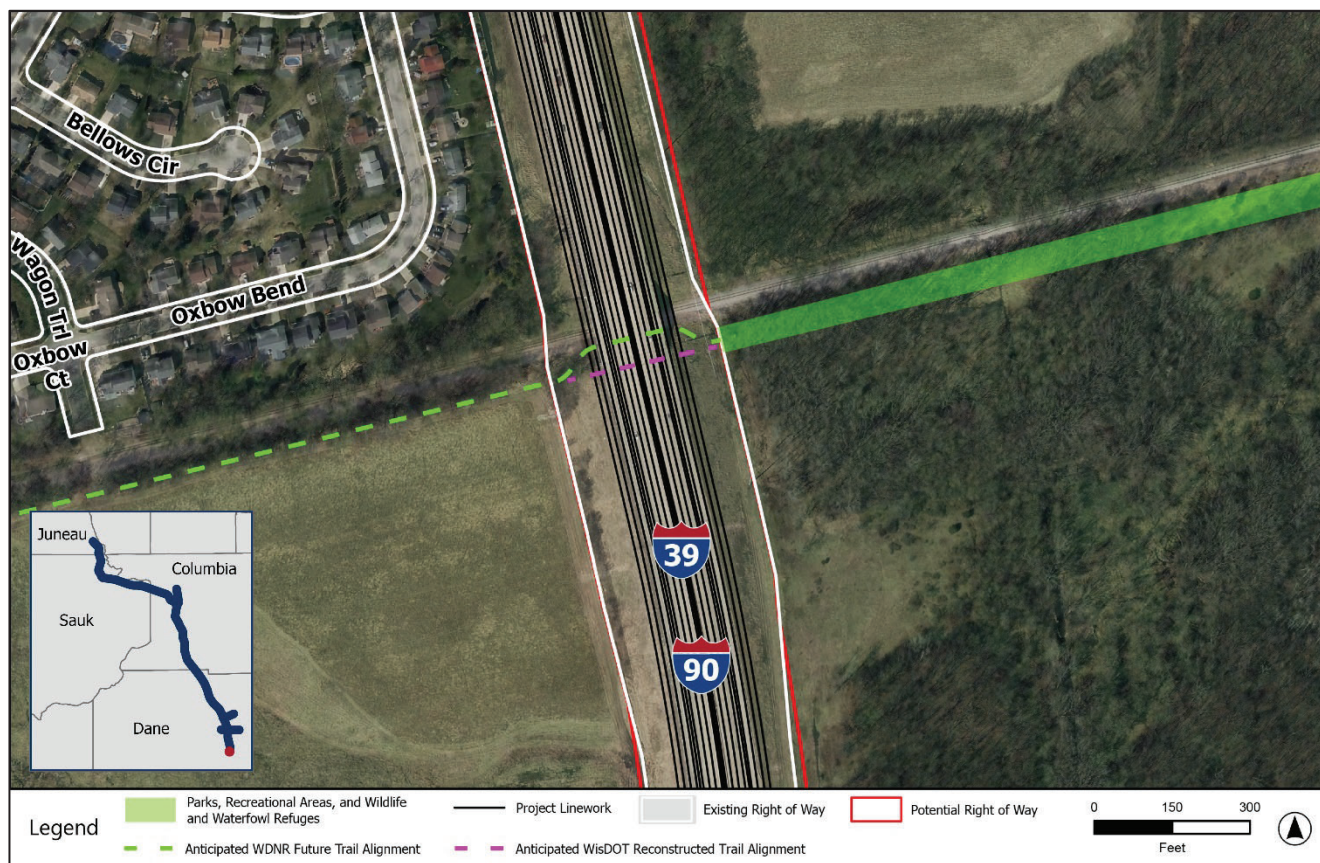 Bellows Cir
Wagon Trl
Oxbow Bend
Oxbow
Ct
39
90
Juneau
Columbia
Sauk
Dane
Legend
Parks, Recreational Areas, and Wildlife
and Waterfowl Refuges
Project Linework
Existing Right of Way
Potential Right of Way
Anticipated WDNR Future Trail Alignment
Anticipated WisDOT Reconstructed Trail Alignment
0 150 300
Feet